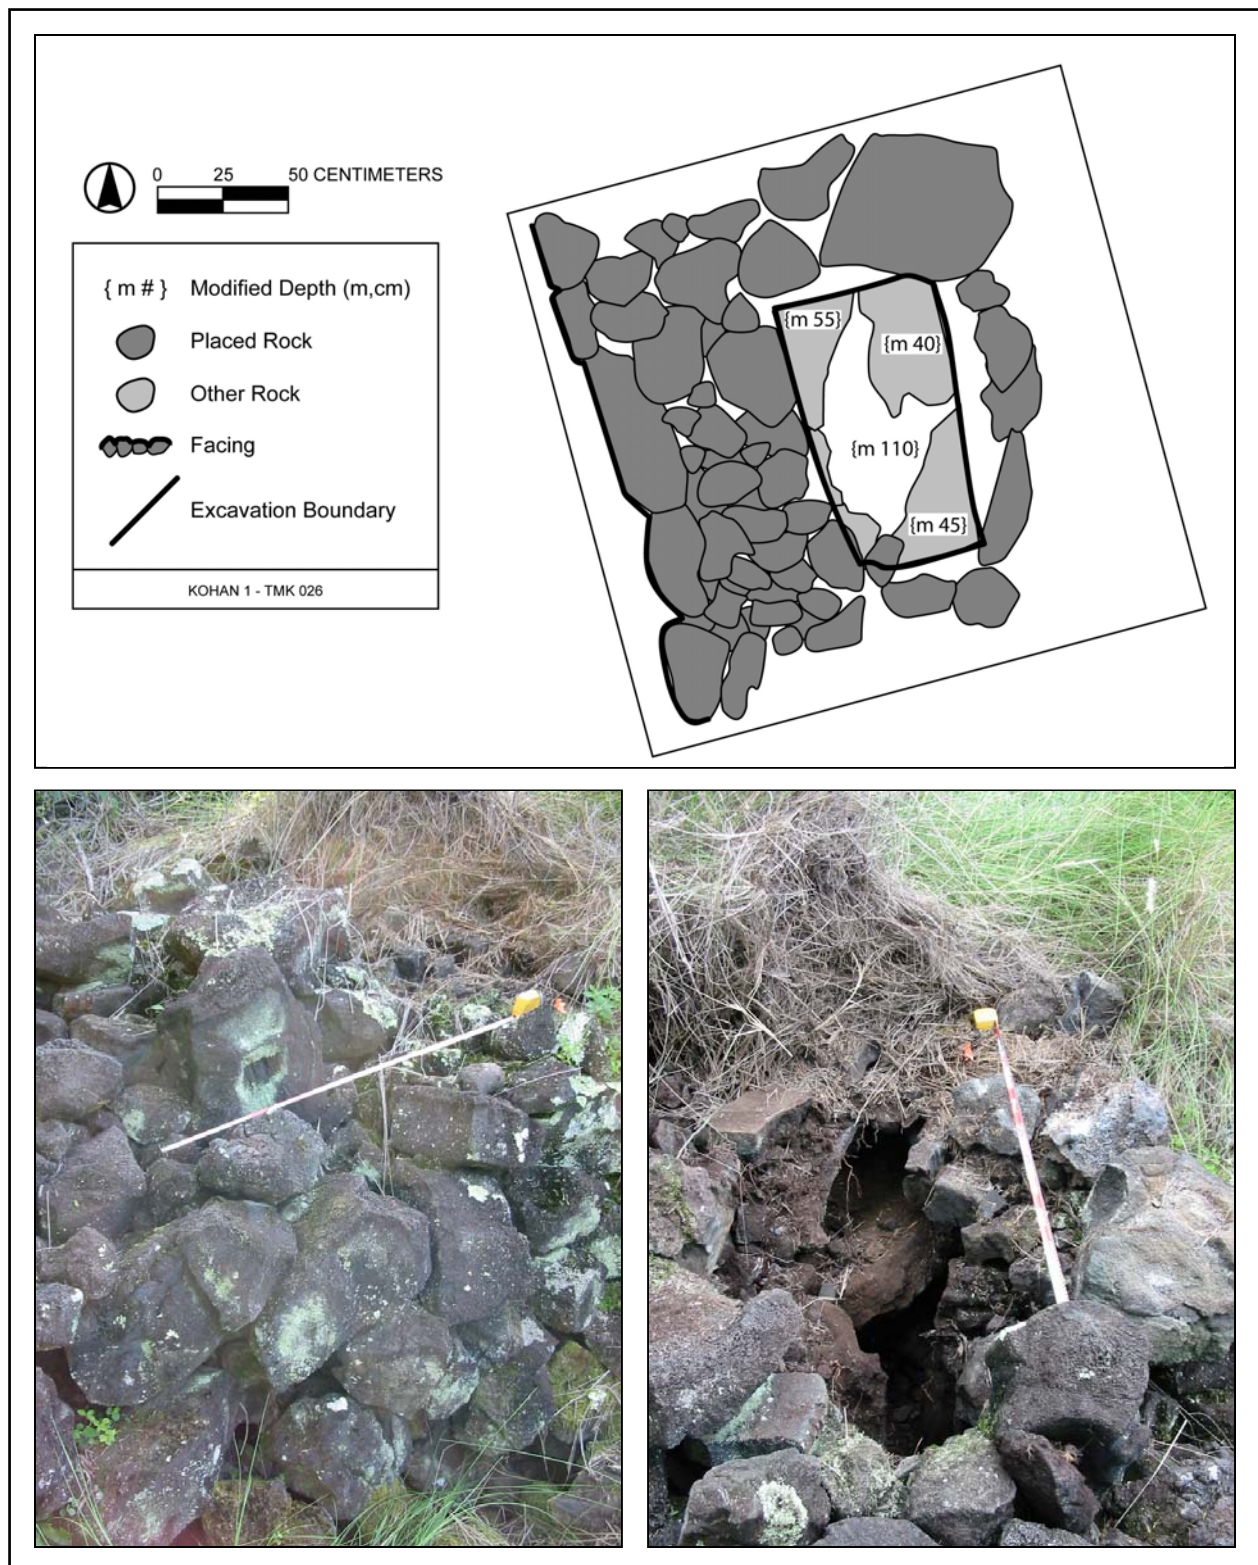 0 25 50 CENTIMETERS
{ m # } Modified Depth (m,cm)
Placed Rock
Other Rock
Facing
Excavation Boundary
KOHAN 1 - TMK 026
{m 55}
{m 40}
{m 110}
{m 45}